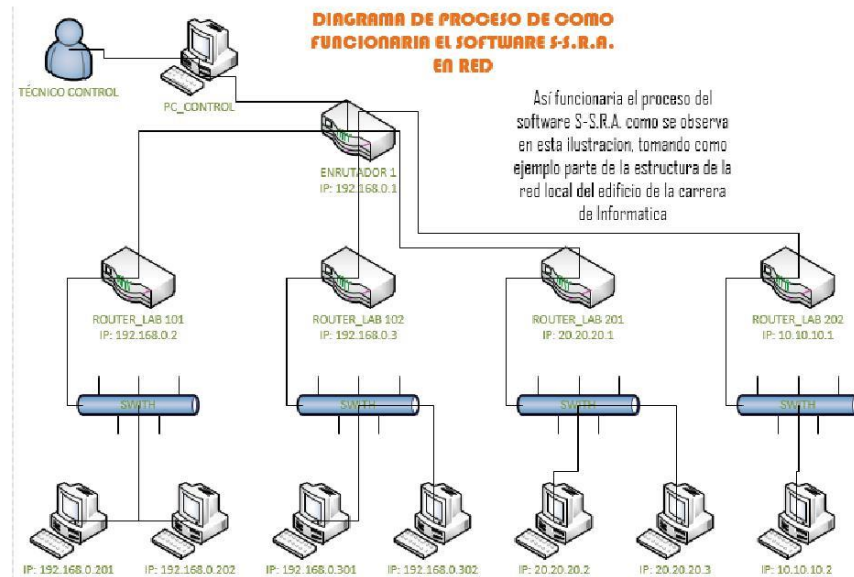 DIAGRAMA DE PROCESO DE COMO
FUNCIONARIA EL SOFTWARE S-S.R.A.
EN RED
TÉCNICO CONTROL
PC_CONTROL
Así funcionaria el proceso del
software S-S.R.A. como se observa
en esta ilustracion, tomando como
ejemplo parte de la estructura de la
red local del edificio de la carrera
de Informatica
ENRUTADOR 1
IP: 192.168.0.1
ROUTER_LAB 101
IP: 192.168.0.2
ROUTER_LAB 102
IP: 192.168.0.3
ROUTER_LAB 201
IP: 20.20.20.1
ROUTER_LAB 202
IP: 10.10.10.1
SWITH
SWITH
SWITH
SWITH
IP: 192.168.0.201
IP: 192.168.0.202
IP: 192.168.0.301
IP: 192.168.0.302
IP: 20.20.20.2
IP: 20.20.20.3
IP: 10.10.10.2